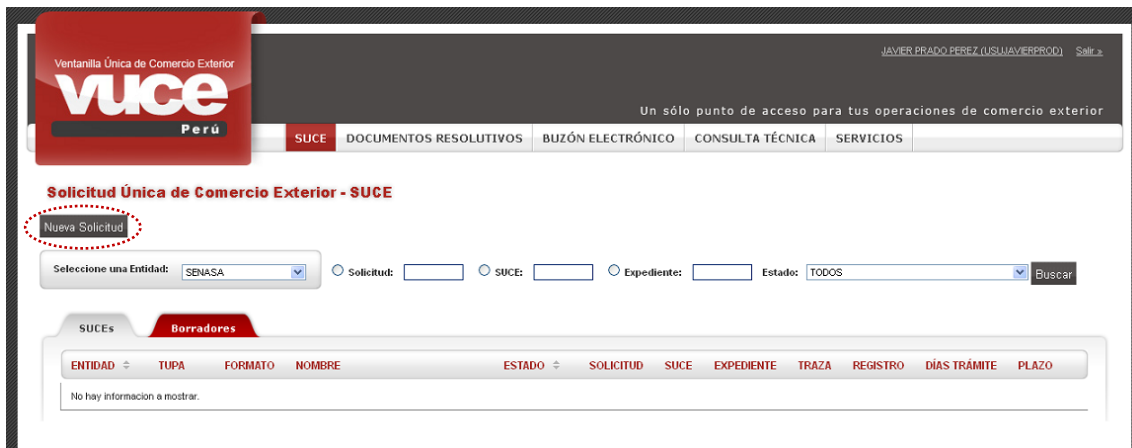 JAVIER PRADO PEREZ (USUJAVIERPROD) Salir »
Ventanilla Única de Comercio Exterior
vuce
Perú
Un sólo punto de acceso para tus operaciones de comercio exterior
SUCE DOCUMENTOS RESOLUTIVOS BUZÓN ELECTRÓNICO CONSULTA TÉCNICA SERVICIOS
Solicitud Única de Comercio Exterior - SUCE
Nueva Solicitud
Seleccione una Entidad: SENASA Solicitud: SUCE: Expediente: Estado: TODOS Buscar
SUCEs Borradores
ENTIDAD TUPA FORMATO NOMBRE ESTADO SOLICITUD SUCE EXPEDIENTE TRAZA REGISTRO DÍAS TRÁMITE PLAZO
No hay informacion a mostrar.